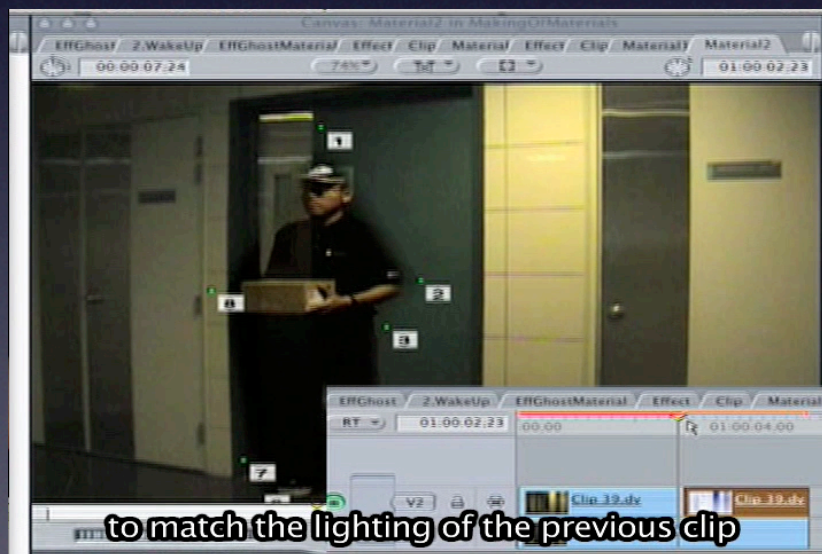 Canvas: Material2 in MakingOfMaterials
EffGhost 2.WakeUp EffGhostMaterial Effect Clip Material Effect Clip Material1 Material2
00:00:07:24 74% 01:00:02:23
1
2
8
3
EffGhost 2.WakeUp EffGhostMaterial Effect Clip Material
RT 01:00:02:23 00:00 01:00:04:00
7
V2 Clip 39.dv Clip 39.dv
to match the lighting of the previous clip